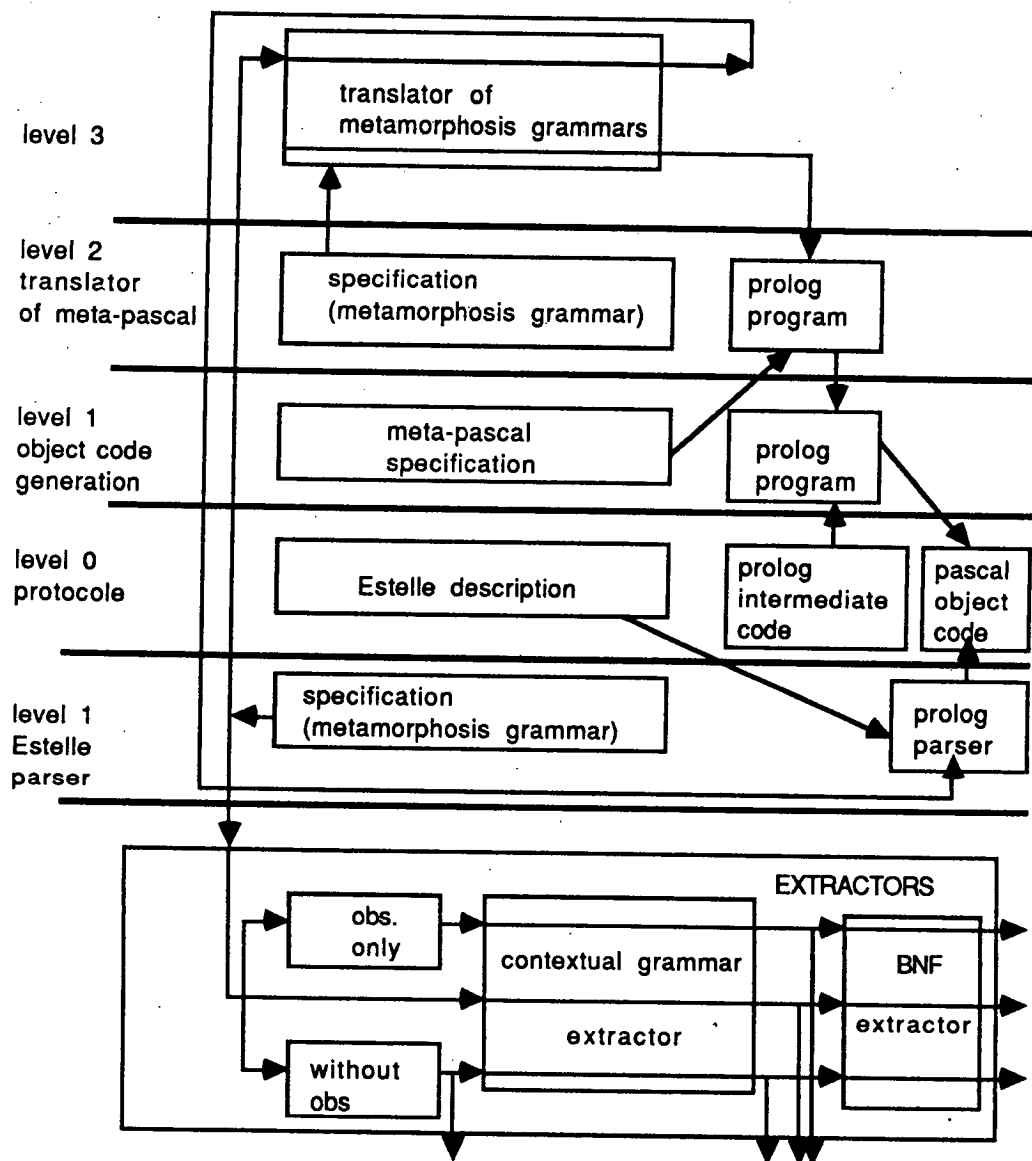 translator of
metamorphosis grammars
level 3
level 2
translator
of meta-pascal
specification
(metamorphosis grammar)
prolog
program
level 1
object code
generation
meta-pascal
specification
prolog
program
level 0
protocole
Estelle description
prolog
intermediate
code
pascal
object
code
level 1
Estelle
parser
specification
(metamorphosis grammar)
prolog
parser
EXTRACTORS
obs.
only
contextual grammar
extractor
BNF
extractor
without
obs